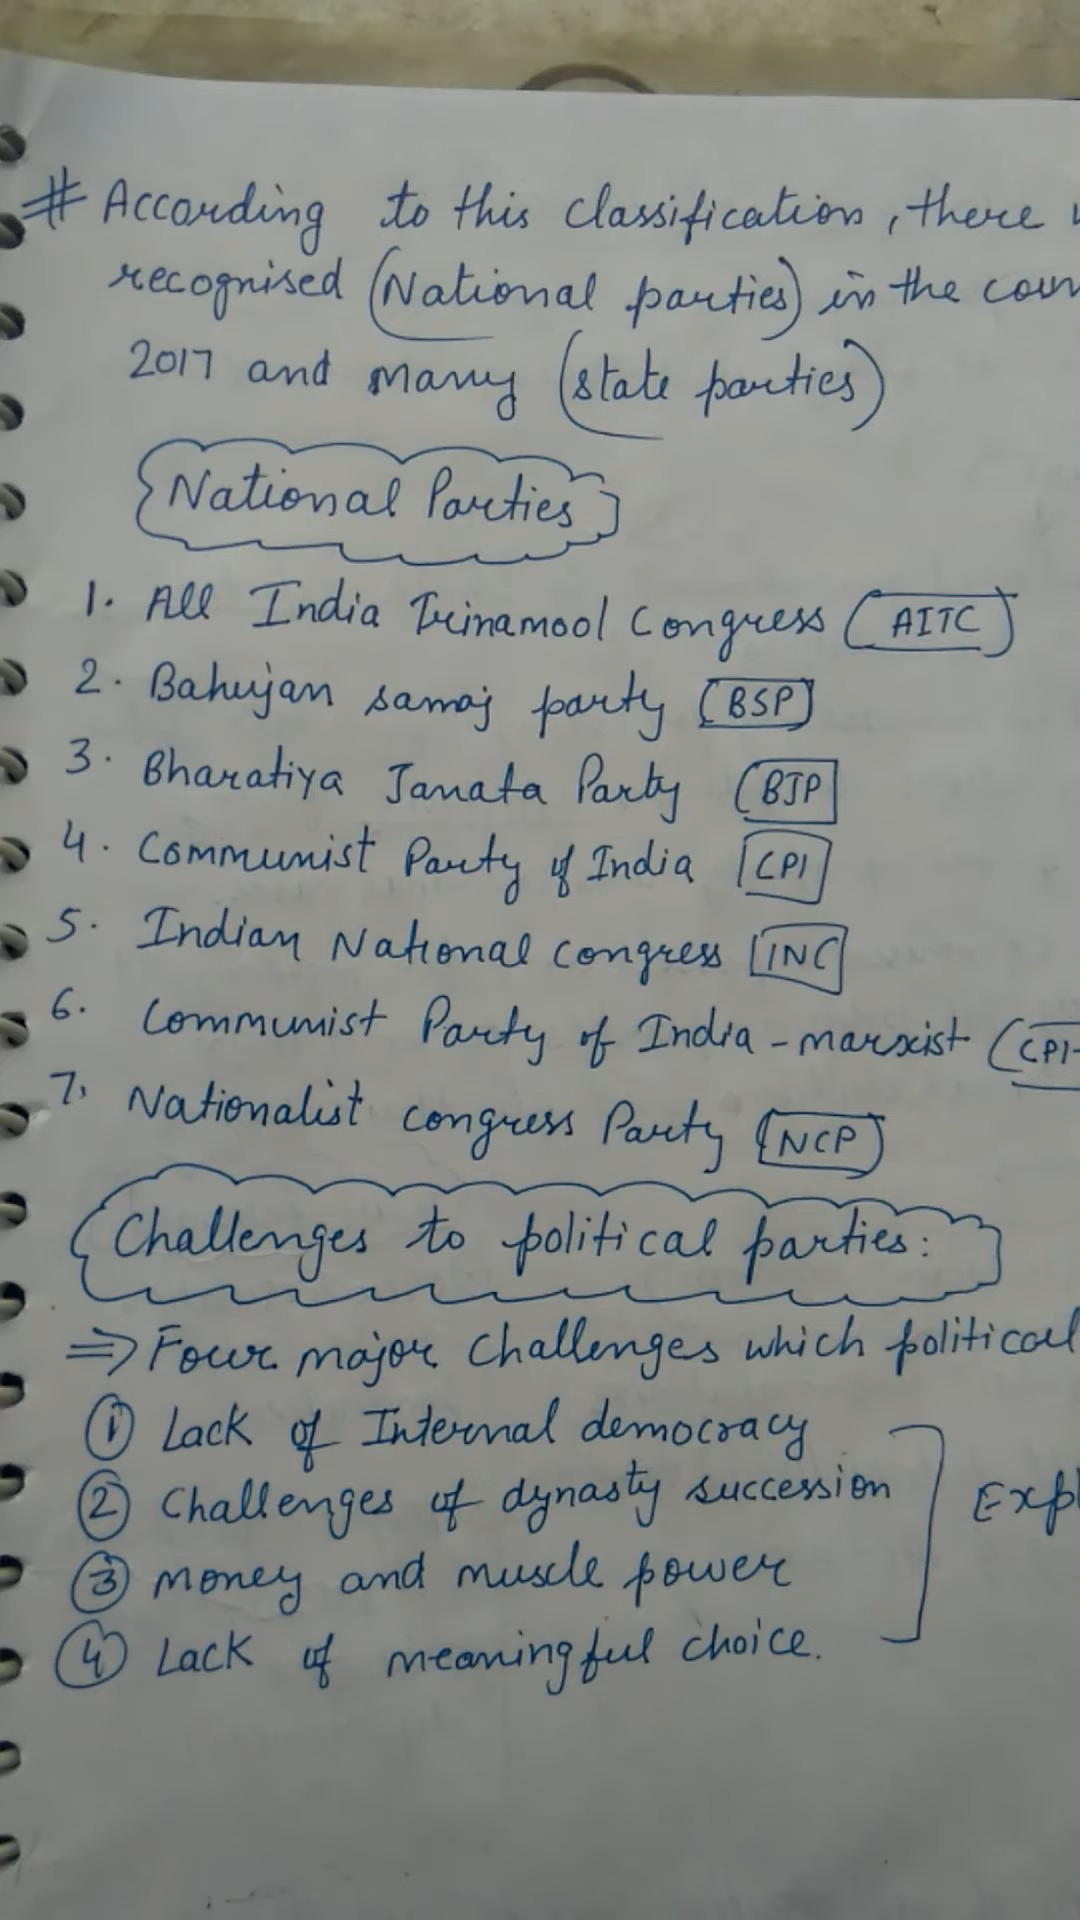 # According to this classification, there
recognised (National parties) in the
2017 and many (state parties)
National Parties
1. All India Trinamool Congress (AITC)
2. Bahujan samaj party (BSP)
3. Bharatiya Janata Party (BJP)
4. Communist Party of India [CPI]
5. Indian National congress [INC]
6. Communist Party of India - marxist (CPI-
7. Nationalist congress Party (NCP)
Challenges to political parties:
⇒ Four major challenges which political
① Lack of Internal democracy
② Challenges of dynasty succession
③ money and muscle power
④ Lack of meaningful choice.